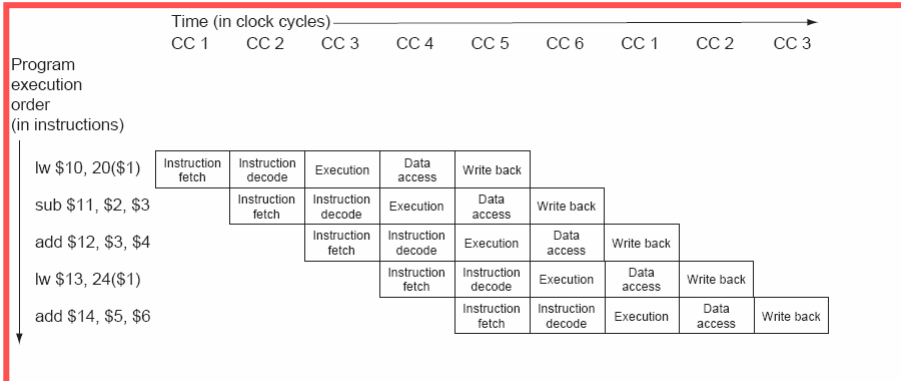 Time (in clock cycles)
CC 1 CC 2 CC 3 CC 4 CC 5 CC 6 CC 1 CC 2 CC 3
Program
execution
order
(in instructions)
lw $10, 20($1) Instruction fetch Instruction decode Execution Data access Write back
sub $11, $2, $3 Instruction fetch Instruction decode Execution Data access Write back
add $12, $3, $4 Instruction fetch Instruction decode Execution Data access Write back
lw $13, 24($1) Instruction fetch Instruction decode Execution Data access Write back
add $14, $5, $6 Instruction fetch Instruction decode Execution Data access Write back